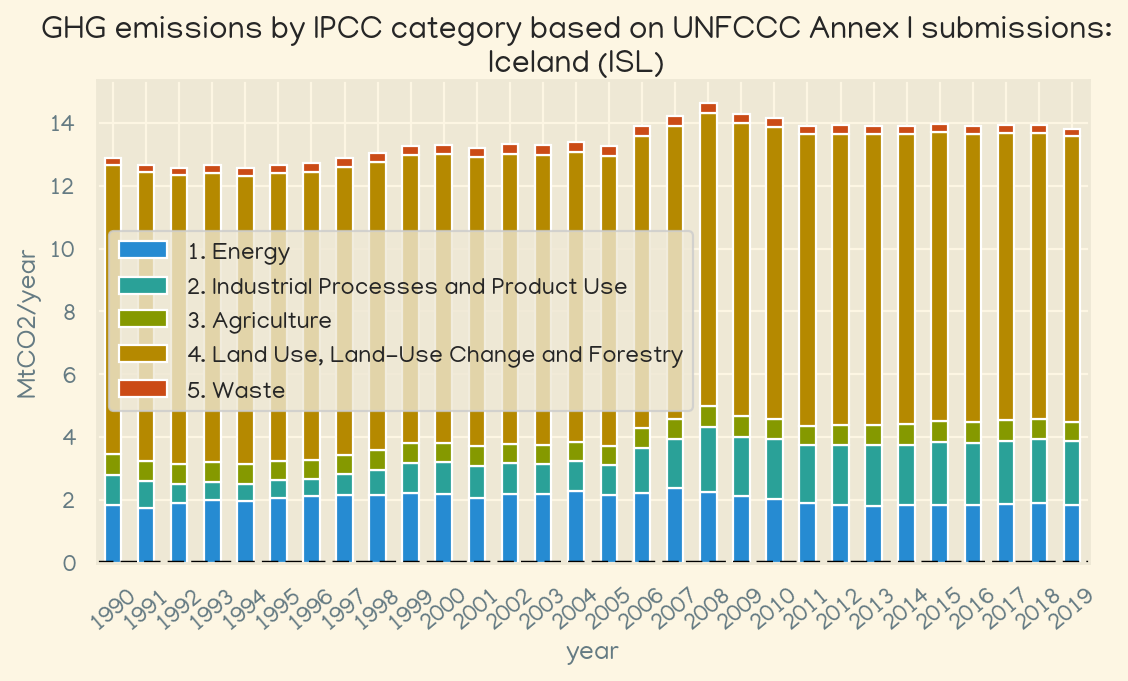 GHG emissions by IPCC category based on UNFCCC Annex I submissions:
Iceland (ISL)
14
12
10
8
6
4
2
0
MtCO2/year
1. Energy
2. Industrial Processes and Product Use
3. Agriculture
4. Land Use, Land-Use Change and Forestry
5. Waste
1990 1991 1992 1993 1994 1995 1996 1997 1998 1999 2000 2001 2002 2003 2004 2005 2006 2007 2008 2009 2010 2011 2012 2013 2014 2015 2016 2017 2018 2019
year